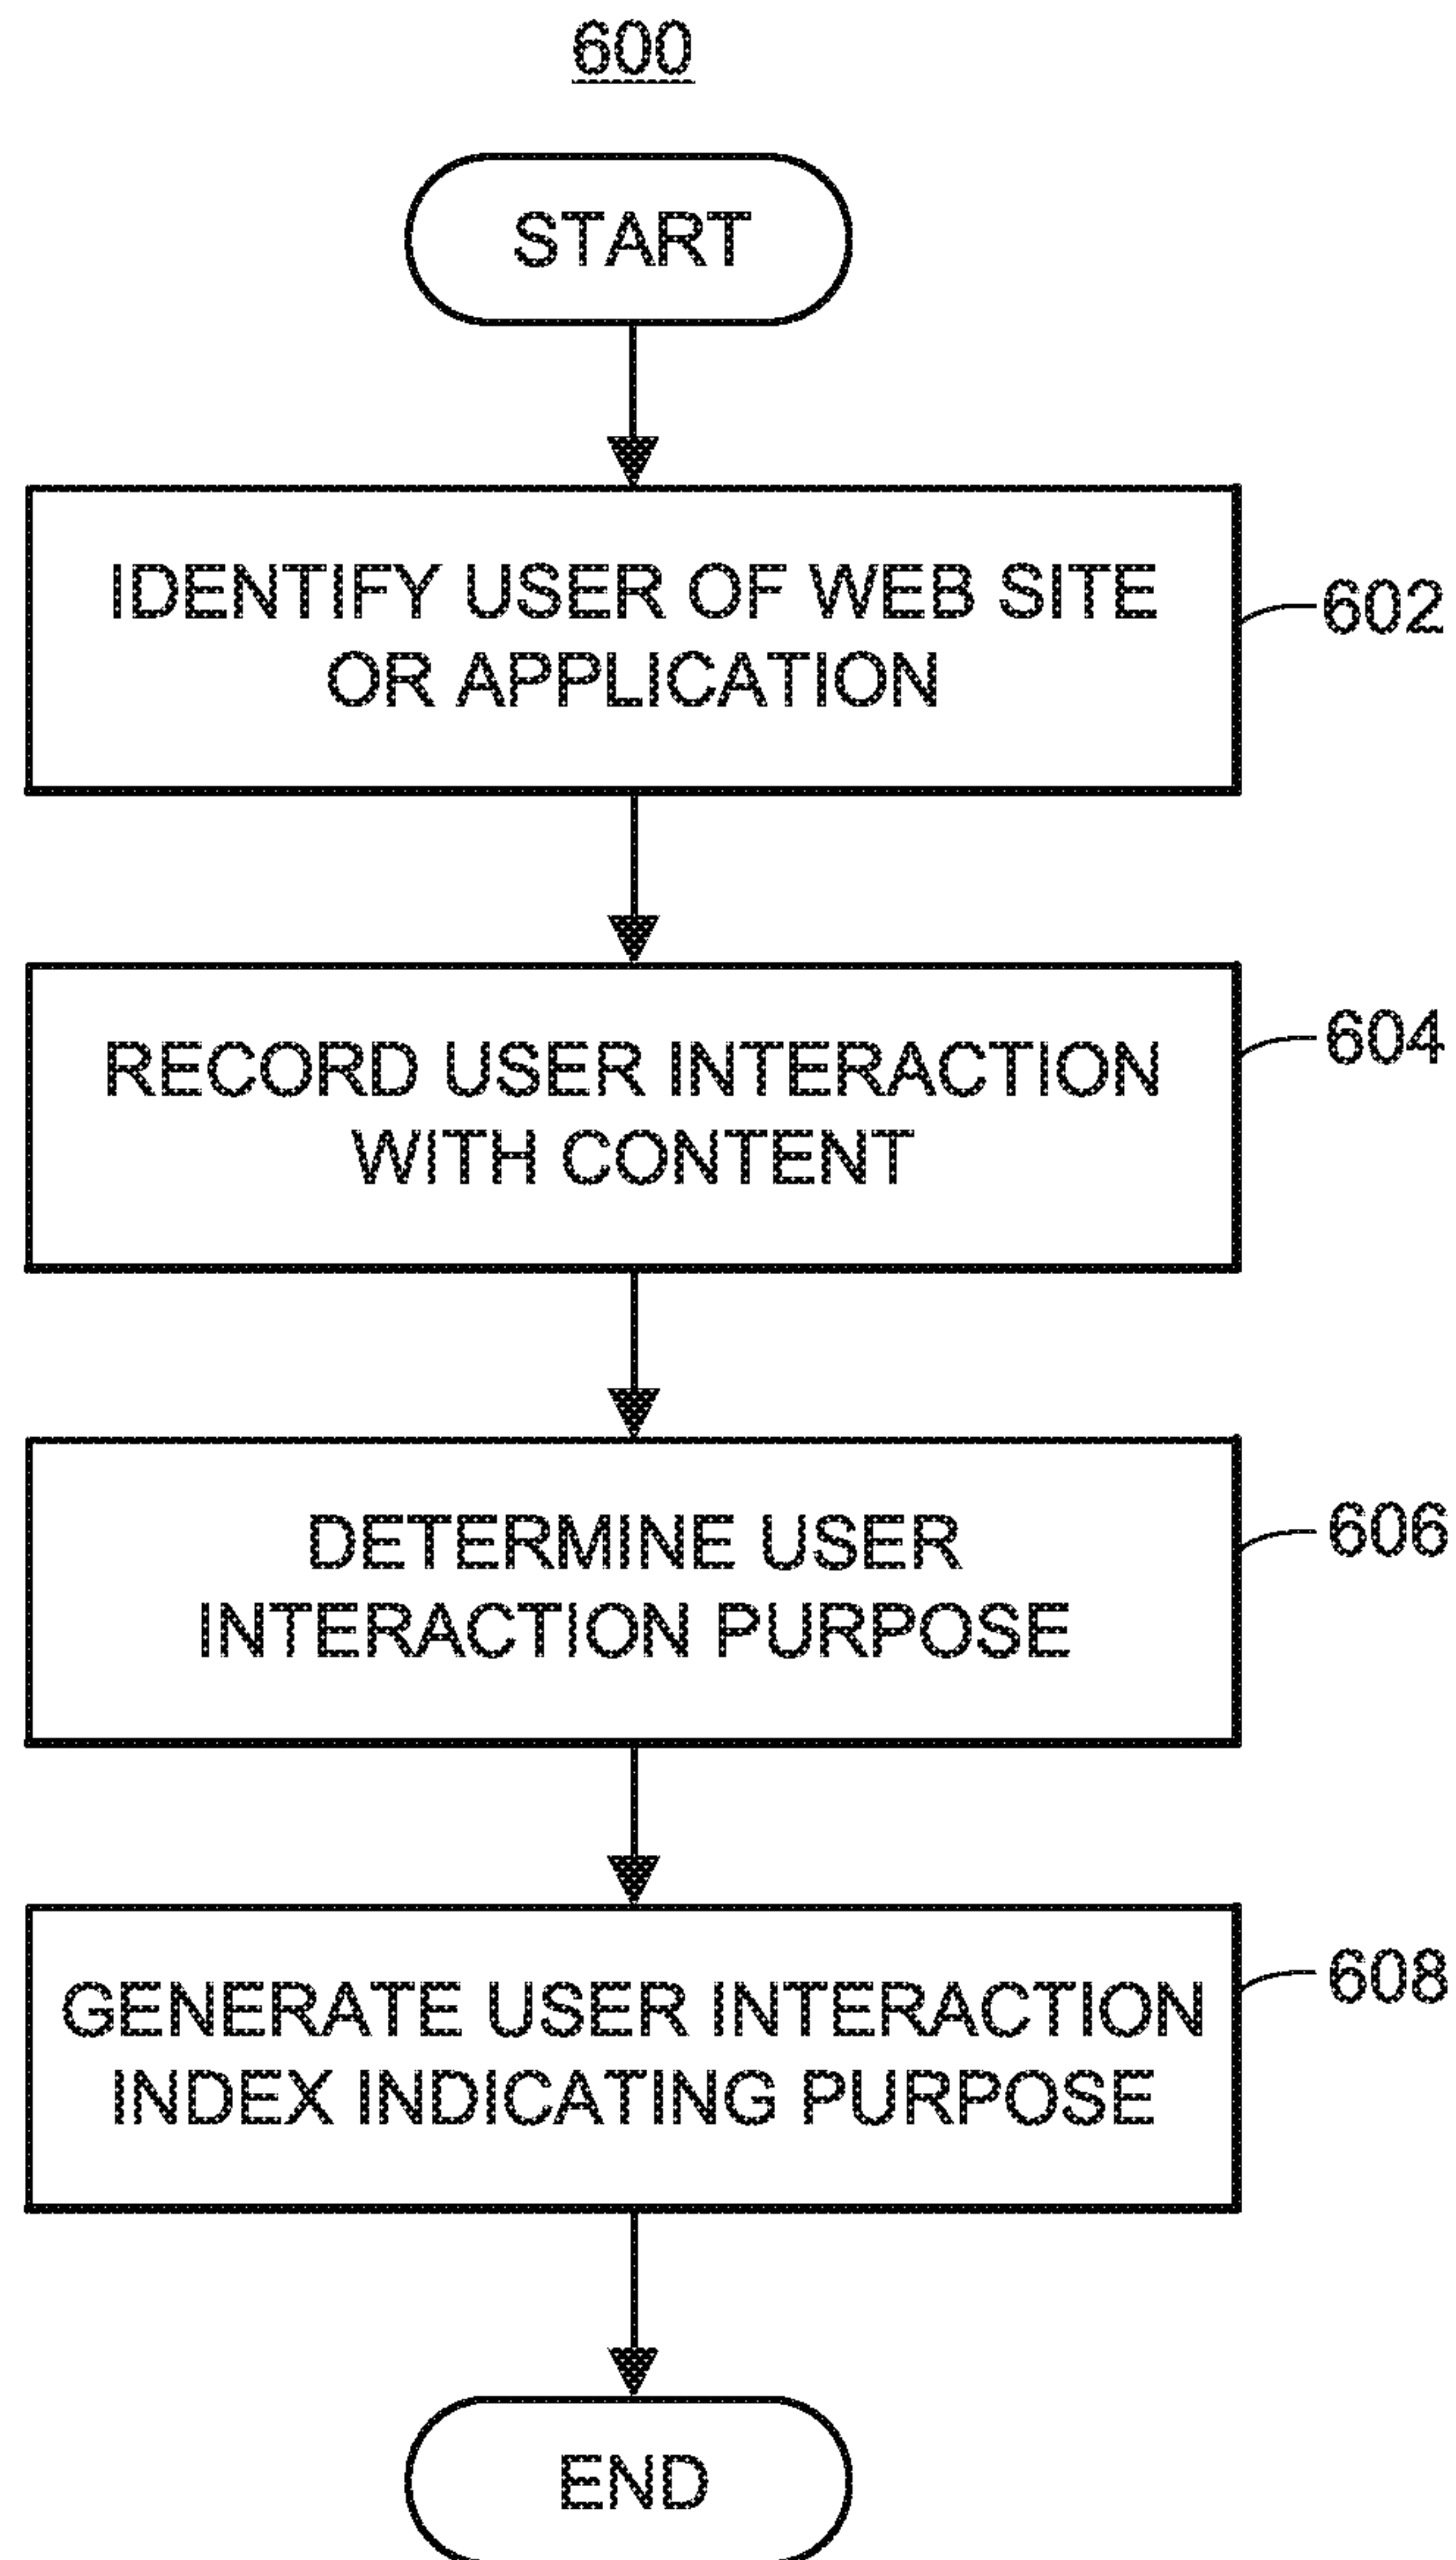 600
START
IDENTIFY USER OF WEB SITE
OR APPLICATION
602
RECORD USER INTERACTION
WITH CONTENT
604
DETERMINE USER
INTERACTION PURPOSE
606
GENERATE USER INTERACTION
INDEX INDICATING PURPOSE
608
END